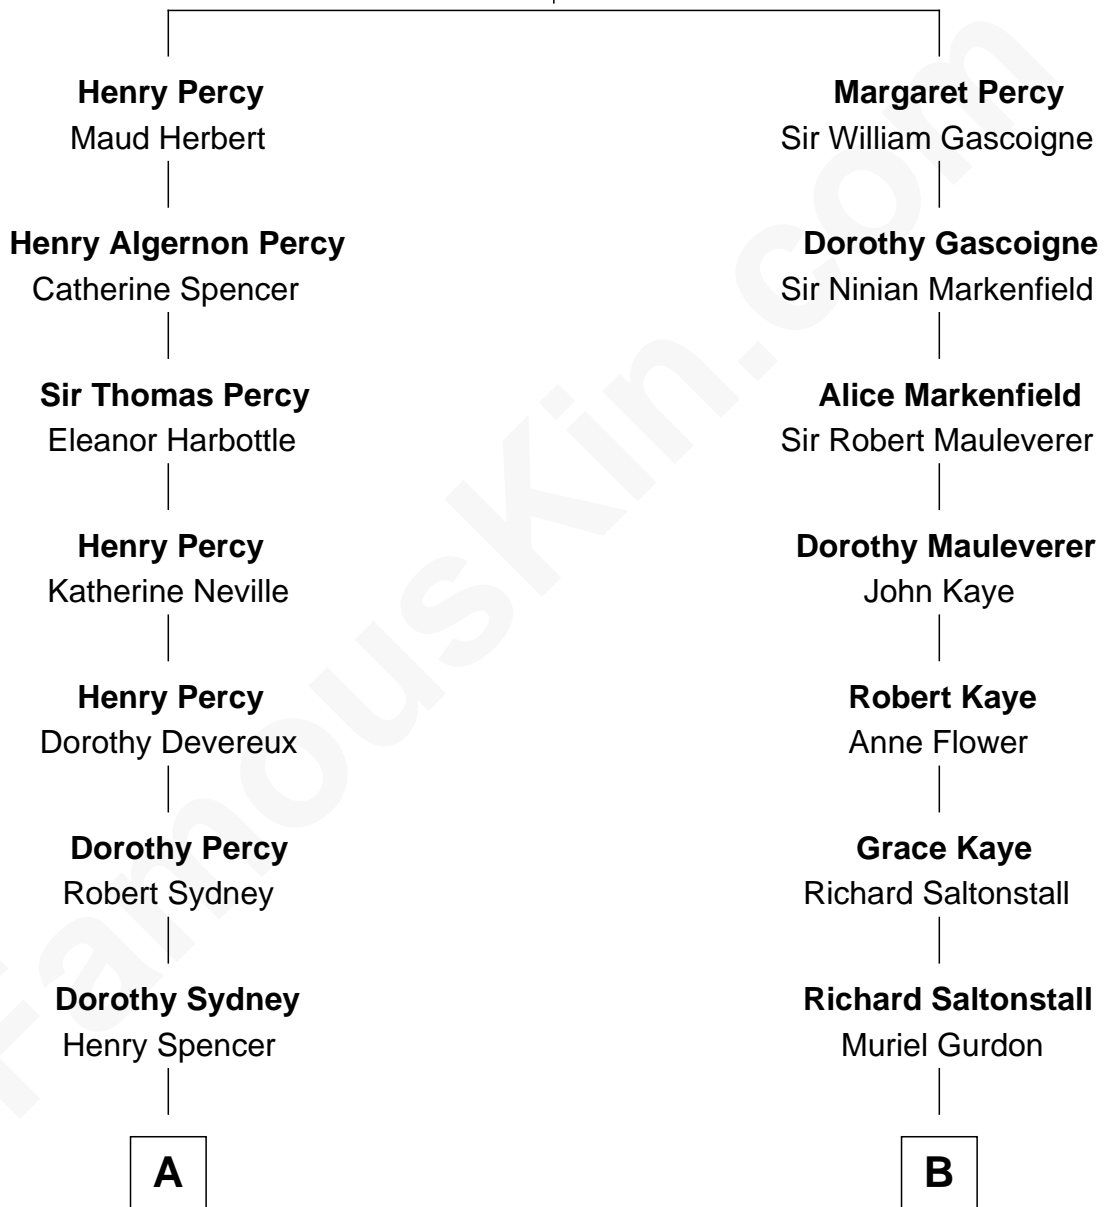 Henry Percy
Maud Herbert
Henry Algernon Percy
Catherine Spencer
Sir Thomas Percy
Eleanor Harbottle
Henry Percy
Katherine Neville
Henry Percy
Dorothy Devereux
Dorothy Percy
Robert Sydney
Dorothy Sydney
Henry Spencer
A
Margaret Percy
Sir William Gascoigne
Dorothy Gascoigne
Sir Ninian Markenfield
Alice Markenfield
Sir Robert Mauleverer
Dorothy Mauleverer
John Kaye
Robert Kaye
Anne Flower
Grace Kaye
Richard Saltonstall
Richard Saltonstall
Muriel Gurdon
B
FamousKin.com